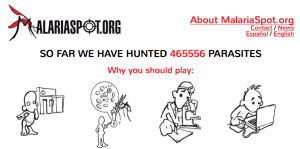 MALARIASPOT.ORG
About MalariaSpot.org
Contact / News
Español / English
SO FAR WE HAVE HUNTED 465556 PARASITES
Why you should play: